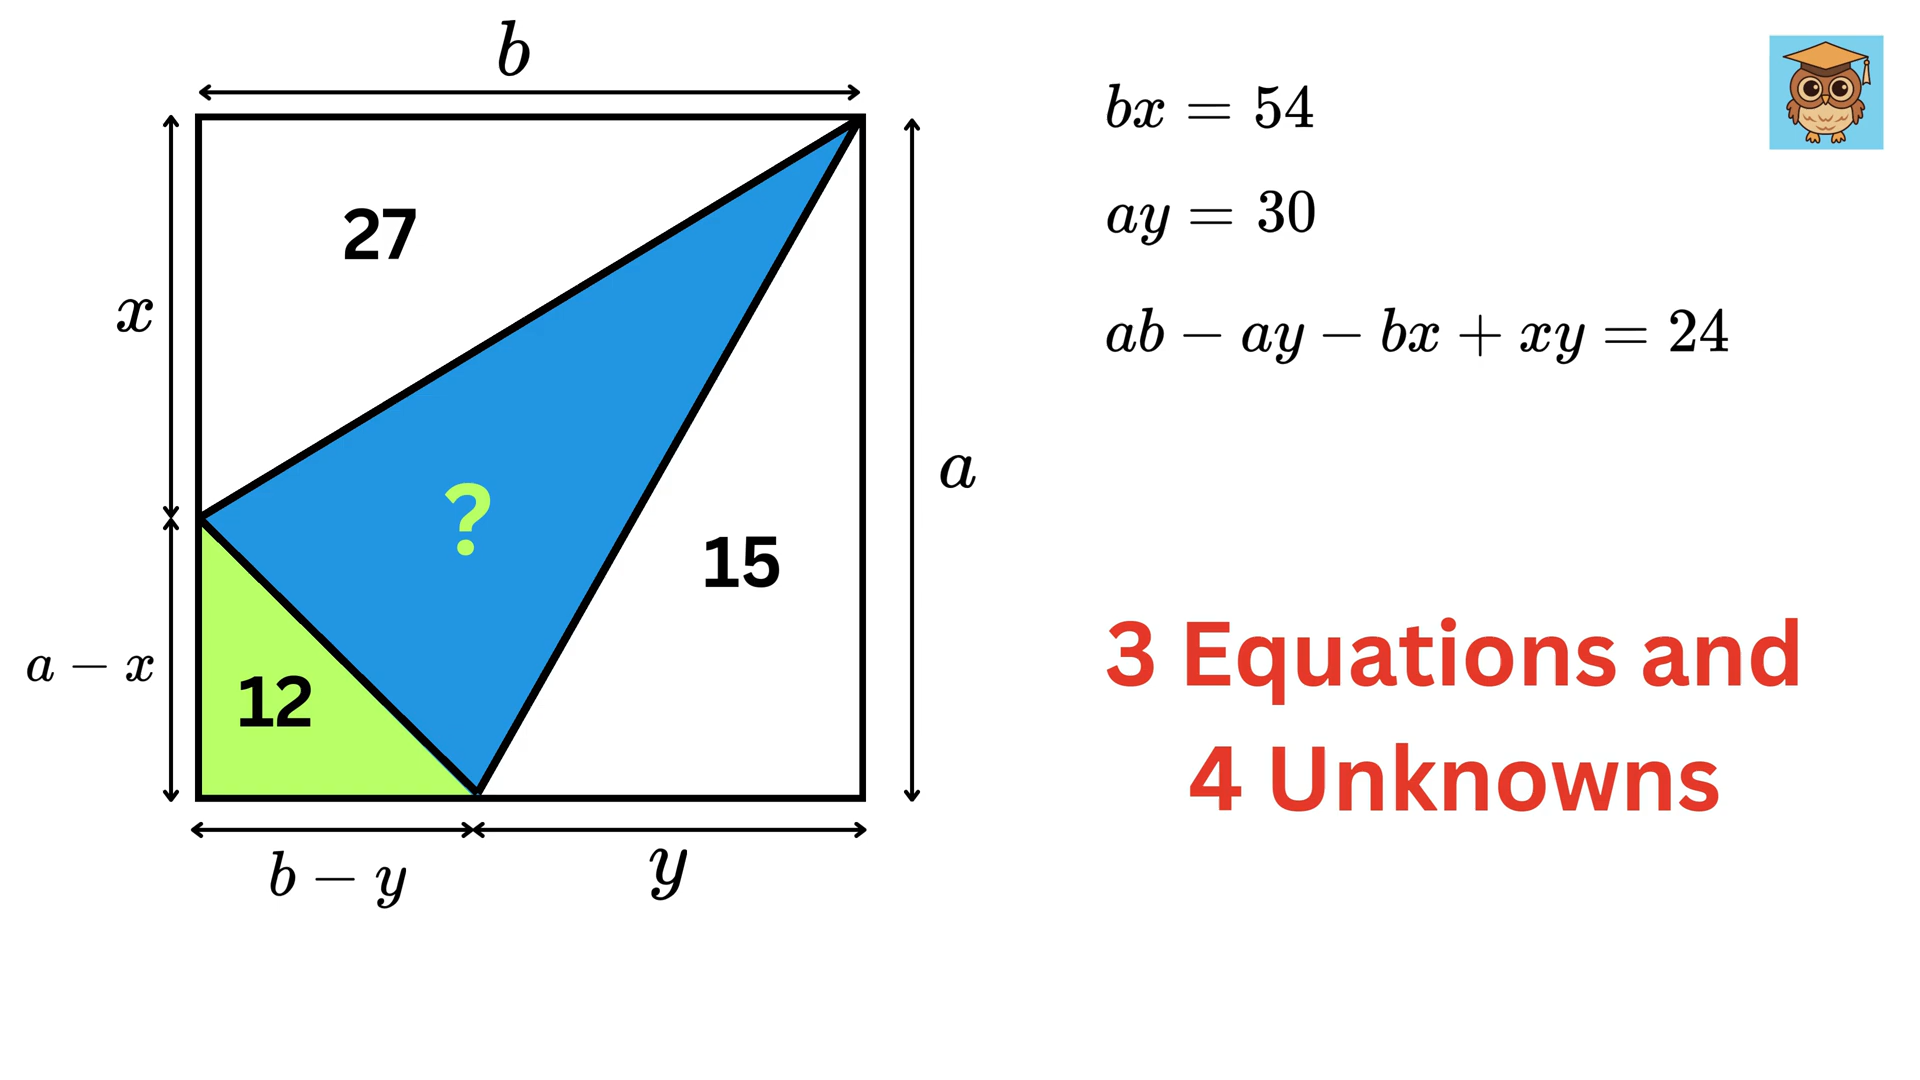 b
bx = 54
ay = 30
27
x
ab − ay − bx + xy = 24
a
?
15
a − x
12
3 Equations and
4 Unknowns
b − y
y